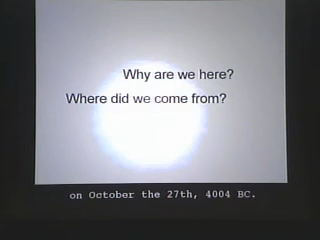 Why are we here?
Where did we come from?
on October the 27th, 4004 BC.